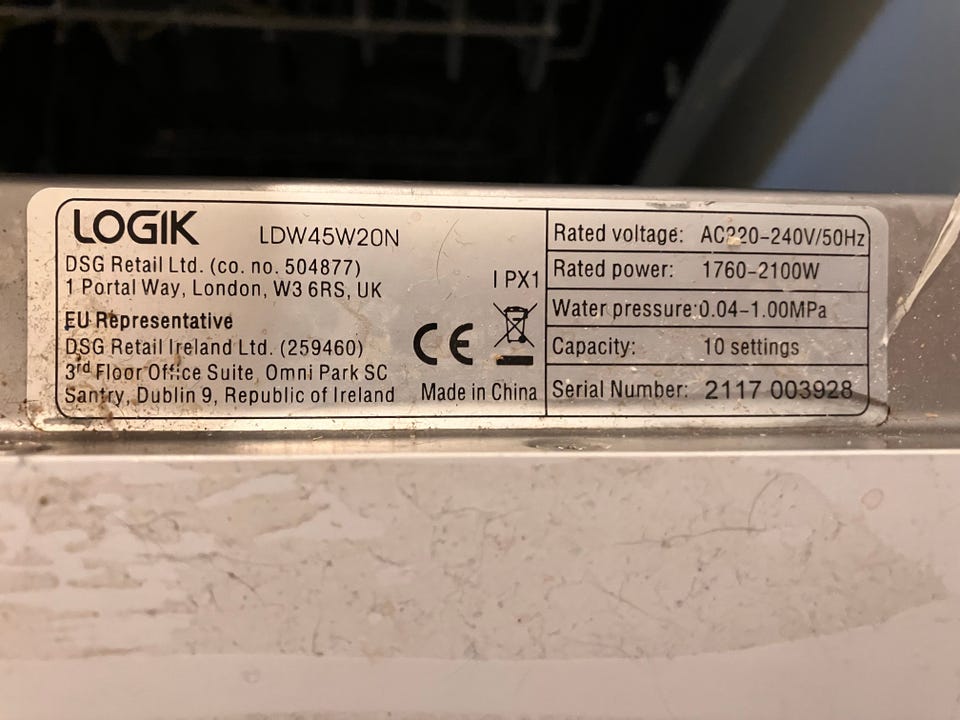 LOGIK LDW45W20N
DSG Retail Ltd. (co. no. 504877)
1 Portal Way, London, W3 6RS, UK
EU Representative
DSG Retail Ireland Ltd. (259460)
3rd Floor Office Suite, Omni Park SC
Santry, Dublin 9, Republic of Ireland
IPX1
CE
Made in China
Rated voltage: AC220-240V/50Hz
Rated power: 1760-2100W
Water pressure: 0.04-1.00MPa
Capacity: 10 settings
Serial Number: 2117 003928